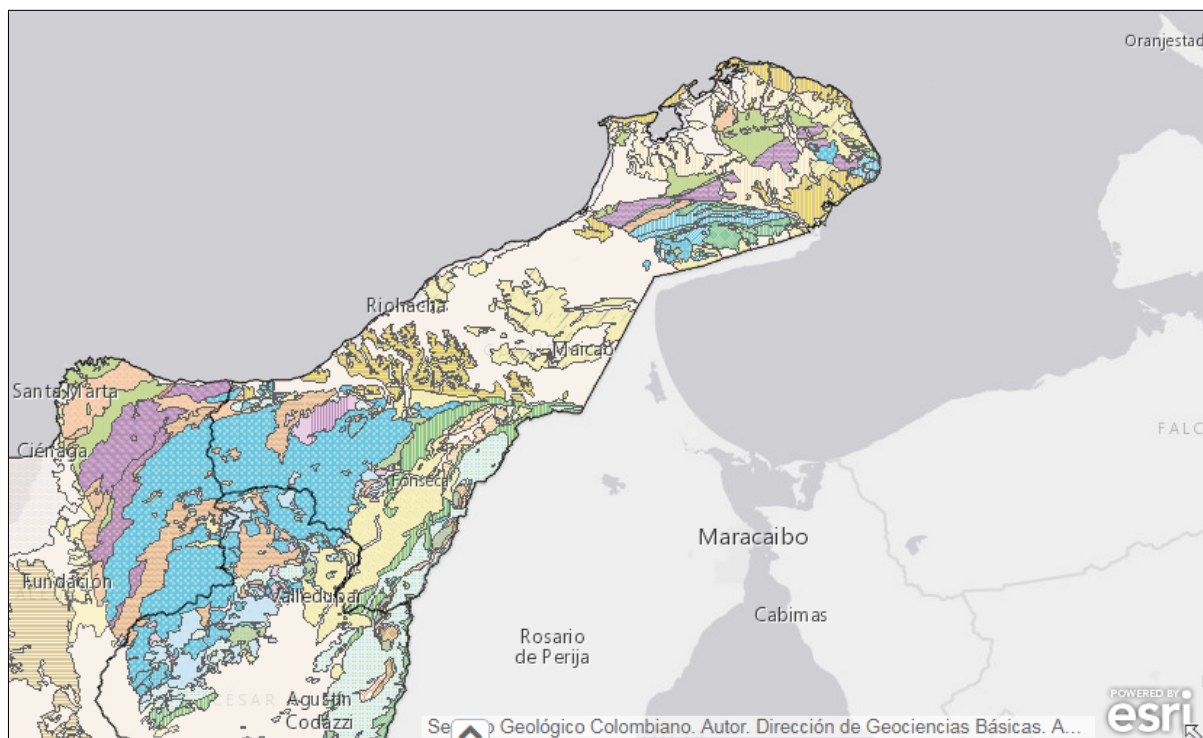 Oranjestad
Riohacha
Maicao
Santa Marta
Ciénaga
FALC
Fonseca
Maracaibo
Fundación
Valledupar
Cabimas
Rosario
de Perija
CÉSAR
Agustín
Codazzi
POWERED BY
esri
Geológico Colombiano. Autor. Dirección de Geociencias Básicas. A...